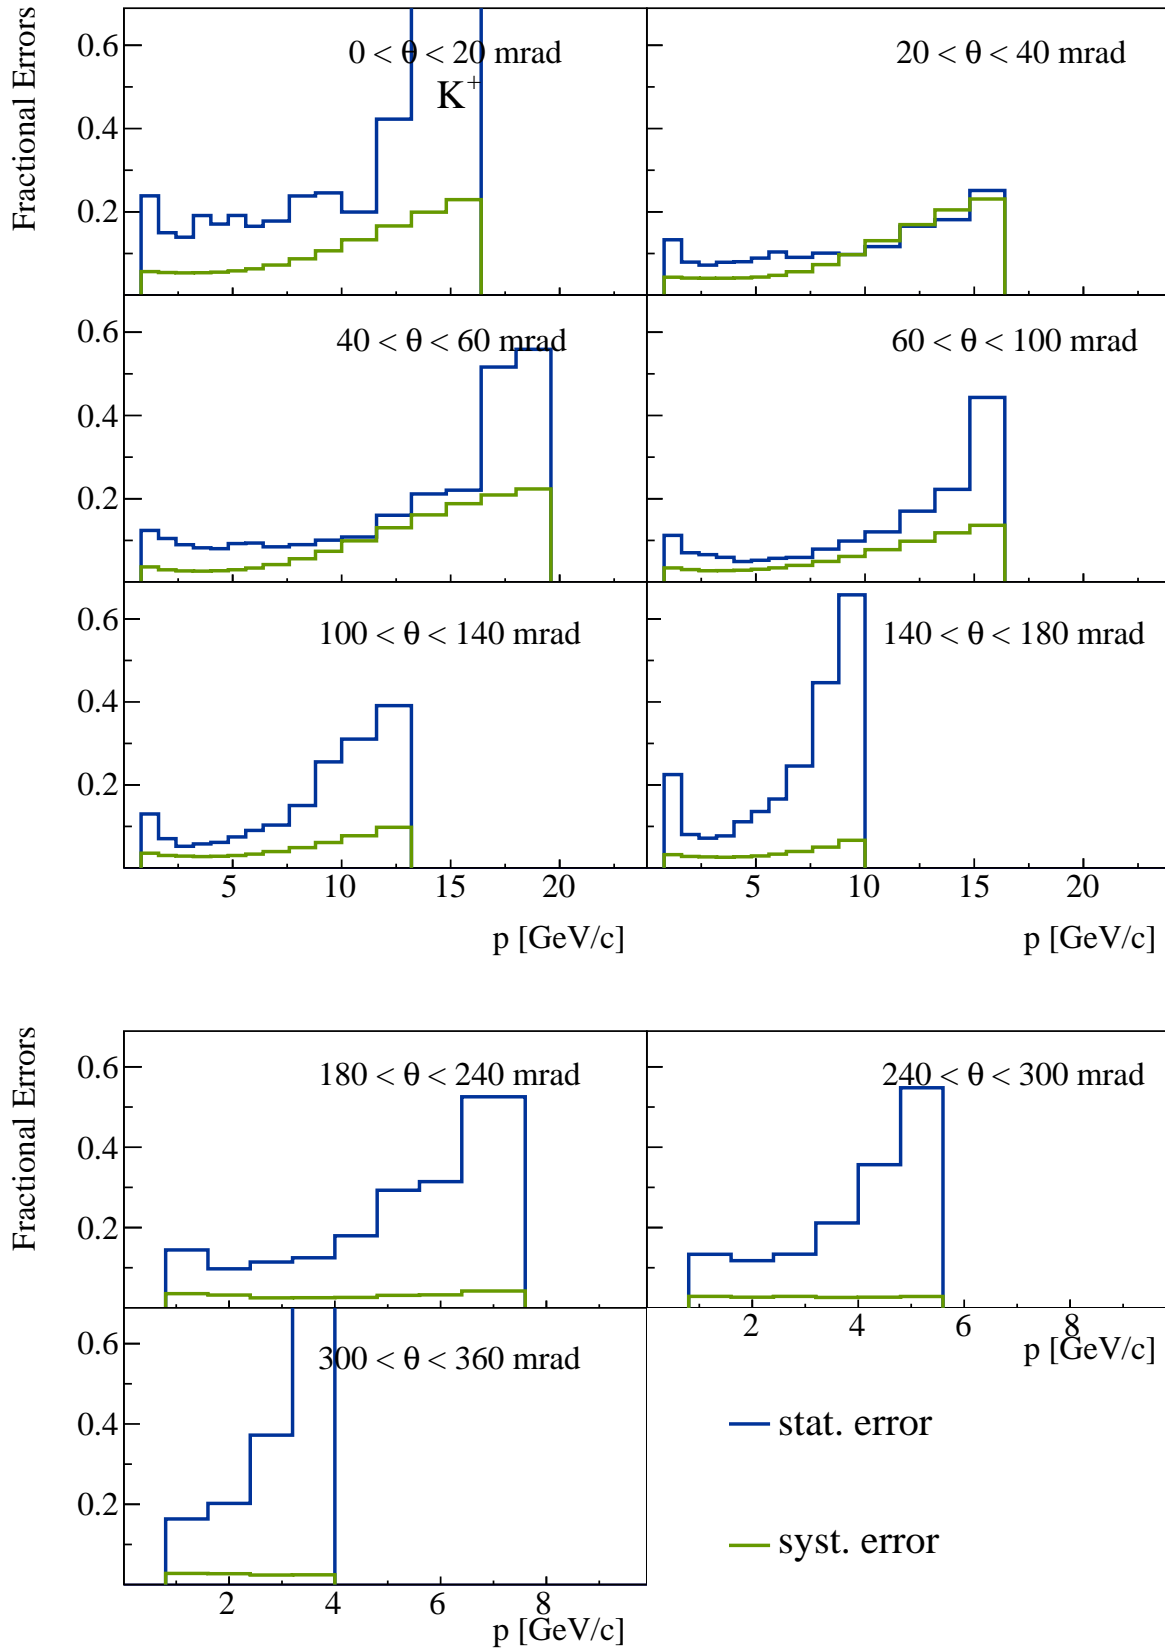 Fractional Errors
0.6
0.4
0.2
0 < θ < 20 mrad
K+
20 < θ < 40 mrad
0.6
0.4
0.2
40 < θ < 60 mrad
60 < θ < 100 mrad
0.6
0.4
0.2
100 < θ < 140 mrad
140 < θ < 180 mrad
5 10 15 20
5 10 15 20
p [GeV/c]
p [GeV/c]
Fractional Errors
0.6
0.4
0.2
180 < θ < 240 mrad
240 < θ < 300 mrad
2 4 6 8
p [GeV/c]
0.6
0.4
0.2
300 < θ < 360 mrad
2 4 6 8
p [GeV/c]
stat. error
syst. error